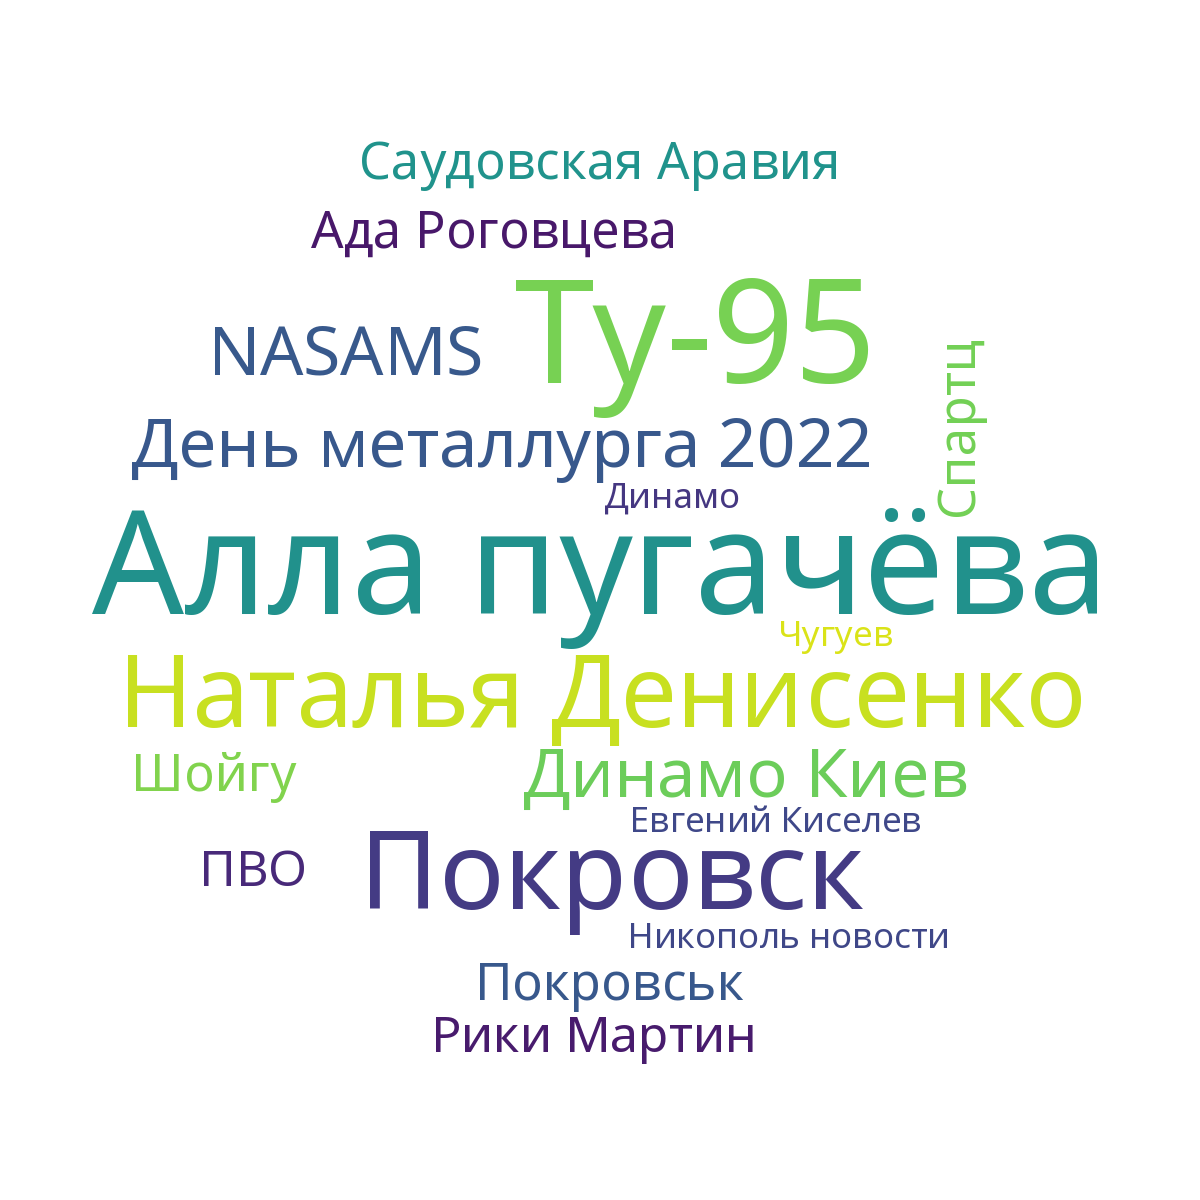 Саудовская Аравия
Ада Роговцева
Ту-95
NASAMS
Спартц
День металлурга 2022
Динамо
Алла пугачёва
Чугуев
Наталья Денисенко
Шойгу
Динамо Киев
Евгений Киселев
ПВО
Покровск
Никополь новости
Покровськ
Рики Мартин